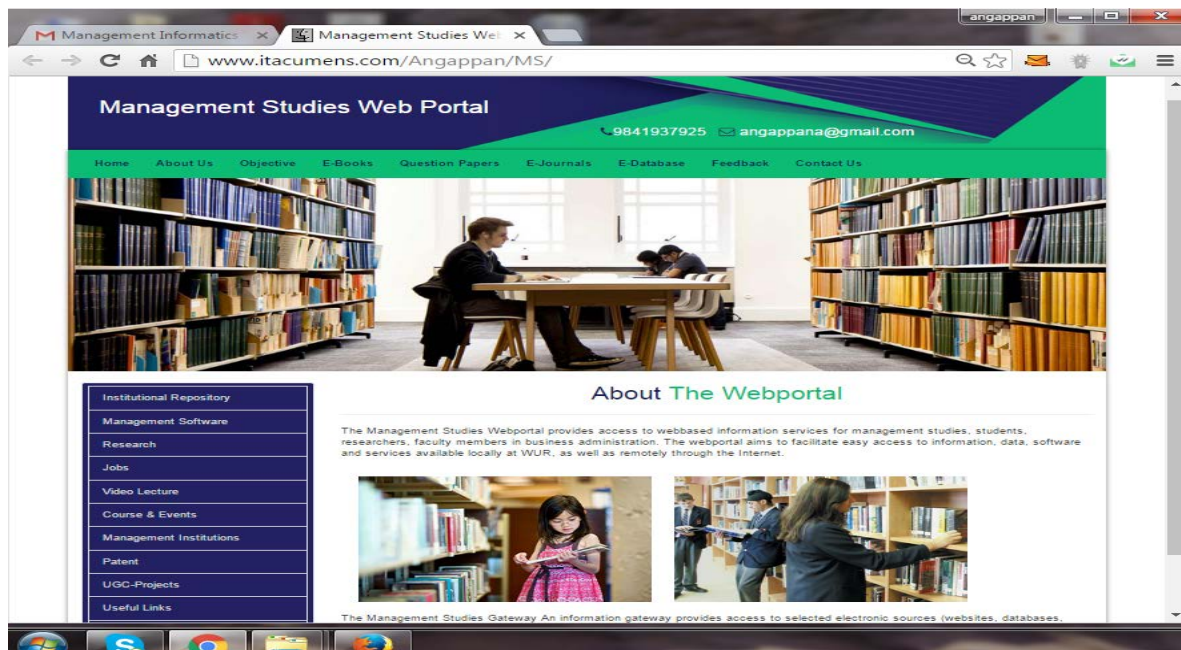 angappan
Management Informatics
Management Studies Web
www.itacumens.com/Angappan/MS/
Management Studies Web Portal
9841937925 angappana@gmail.com
Home About Us Objective E-Books Question Papers E-Journals E-Database Feedback Contact Us
About The Webportal
Institutional Repository
Management Software
Research
Jobs
Video Lecture
Course & Events
Management Institutions
Patent
UGC-Projects
Useful Links
The Management Studies Webportal provides access to webbased information services for management studies, students,
researchers, faculty members in business administration. The webportal aims to facilitate easy access to information, data, software
and services available locally at WUR, as well as remotely through the Internet.
The Management Studies Gateway An information gateway provides access to selected electronic sources (websites, databases,